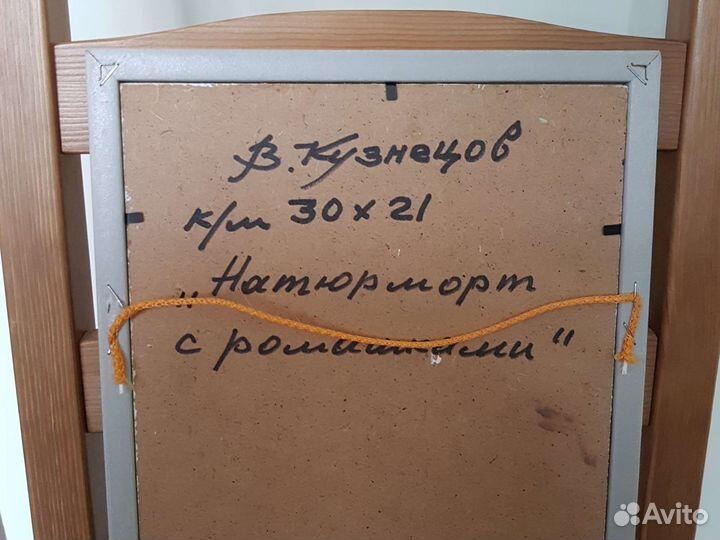 В. Кузнецов
к/м 30 x 21
„Натюрморт
с ромашками"
Avito